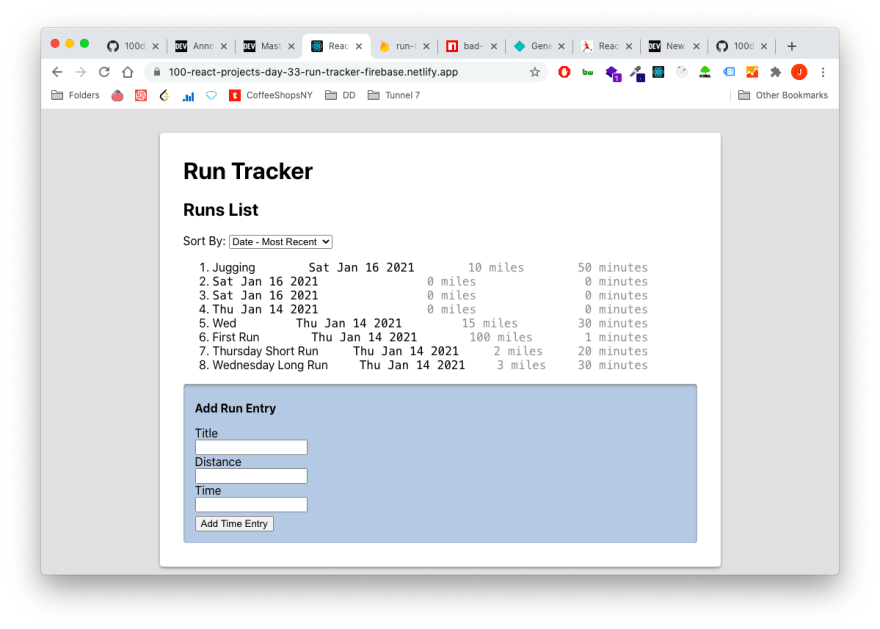 100d
DEV Anno
DEV Mast
Reac
run-t
bad-
Gene
Reac
DEV New
100d
100-react-projects-day-33-run-tracker-firebase.netlify.app
bw
1
J
Folders
t CoffeeShopsNY
DD
Tunnel 7
Other Bookmarks
Run Tracker
Runs List
Sort By: Date - Most Recent
1. Jugging Sat Jan 16 2021 10 miles 50 minutes
2. Sat Jan 16 2021 0 miles 0 minutes
3. Sat Jan 16 2021 0 miles 0 minutes
4. Thu Jan 14 2021 0 miles 0 minutes
5. Wed Thu Jan 14 2021 15 miles 30 minutes
6. First Run Thu Jan 14 2021 100 miles 1 minutes
7. Thursday Short Run Thu Jan 14 2021 2 miles 20 minutes
8. Wednesday Long Run Thu Jan 14 2021 3 miles 30 minutes
Add Run Entry
Title
Distance
Time
Add Time Entry